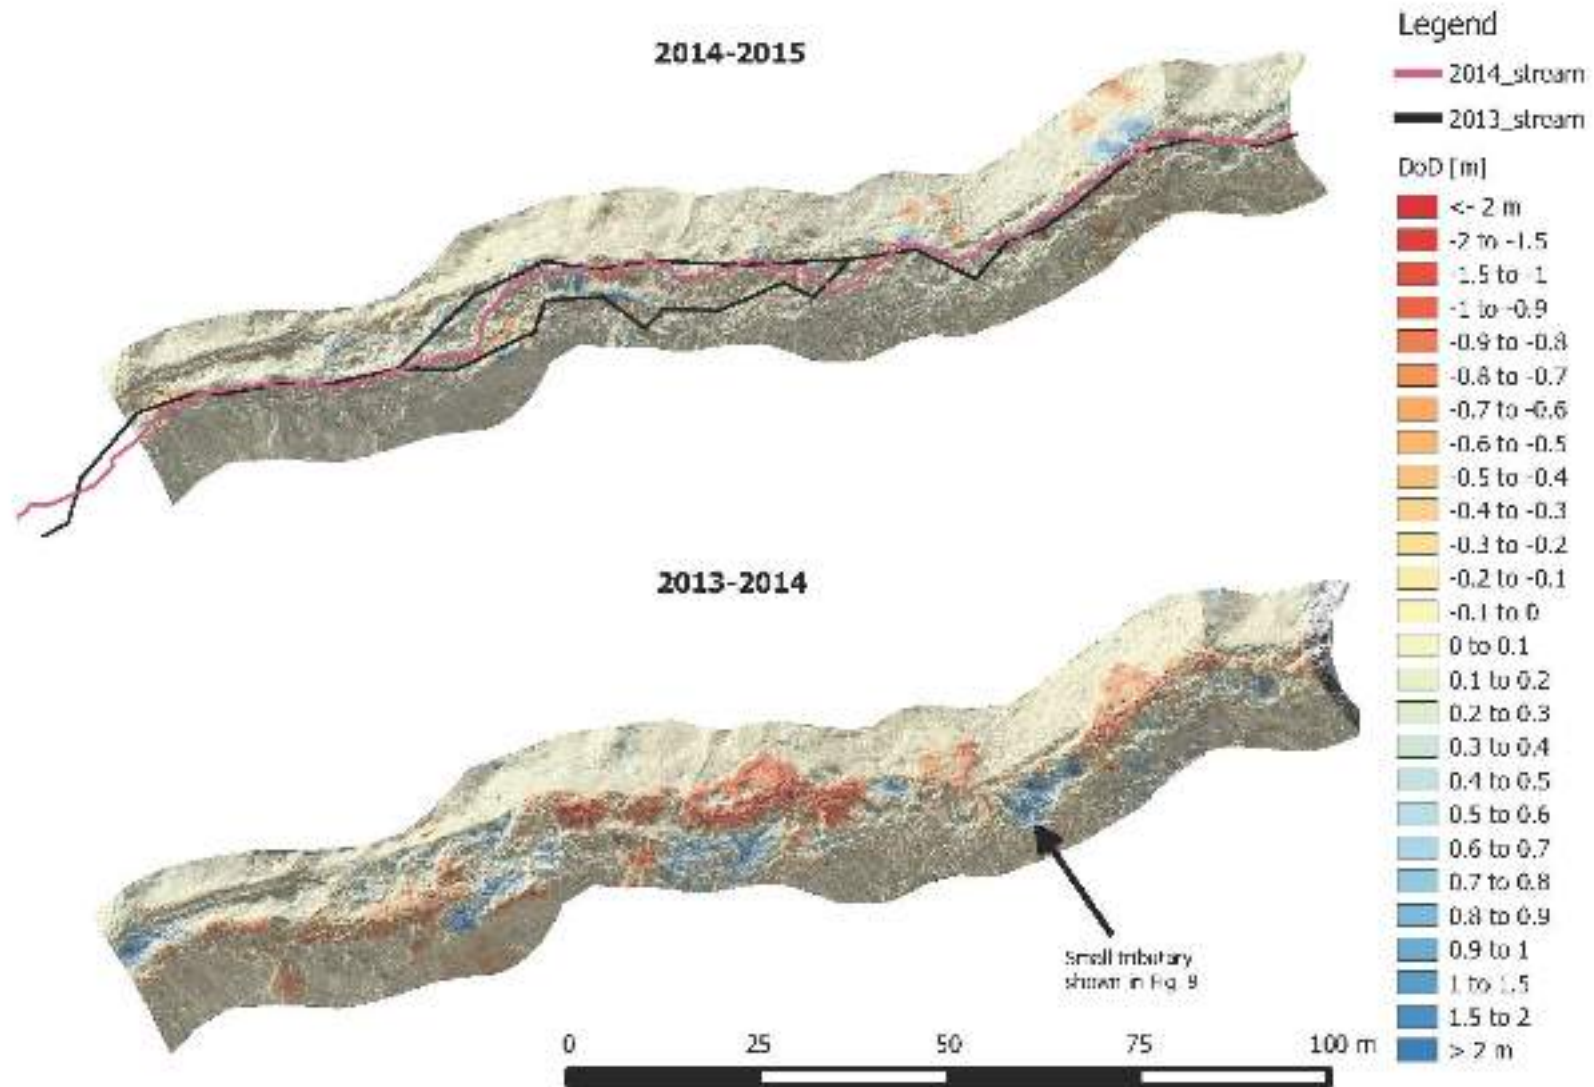 2014-2015
Legend
2014_stream
2013_stream
DoD [m]
<- 2 m
-2 to -1.5
-1.5 to -1
-1 to -0.9
-0.9 to -0.8
-0.8 to -0.7
-0.7 to -0.6
-0.6 to -0.5
-0.5 to -0.4
-0.4 to -0.3
-0.3 to -0.2
-0.2 to -0.1
-0.1 to 0
0 to 0.1
0.1 to 0.2
0.2 to 0.3
0.3 to 0.4
0.4 to 0.5
0.5 to 0.6
0.6 to 0.7
0.7 to 0.8
0.8 to 0.9
0.9 to 1
1 to 1.5
1.5 to 2
> 2 m
2013-2014
Small tributary
shown in Fig. 9
0 25 50 75 100 m